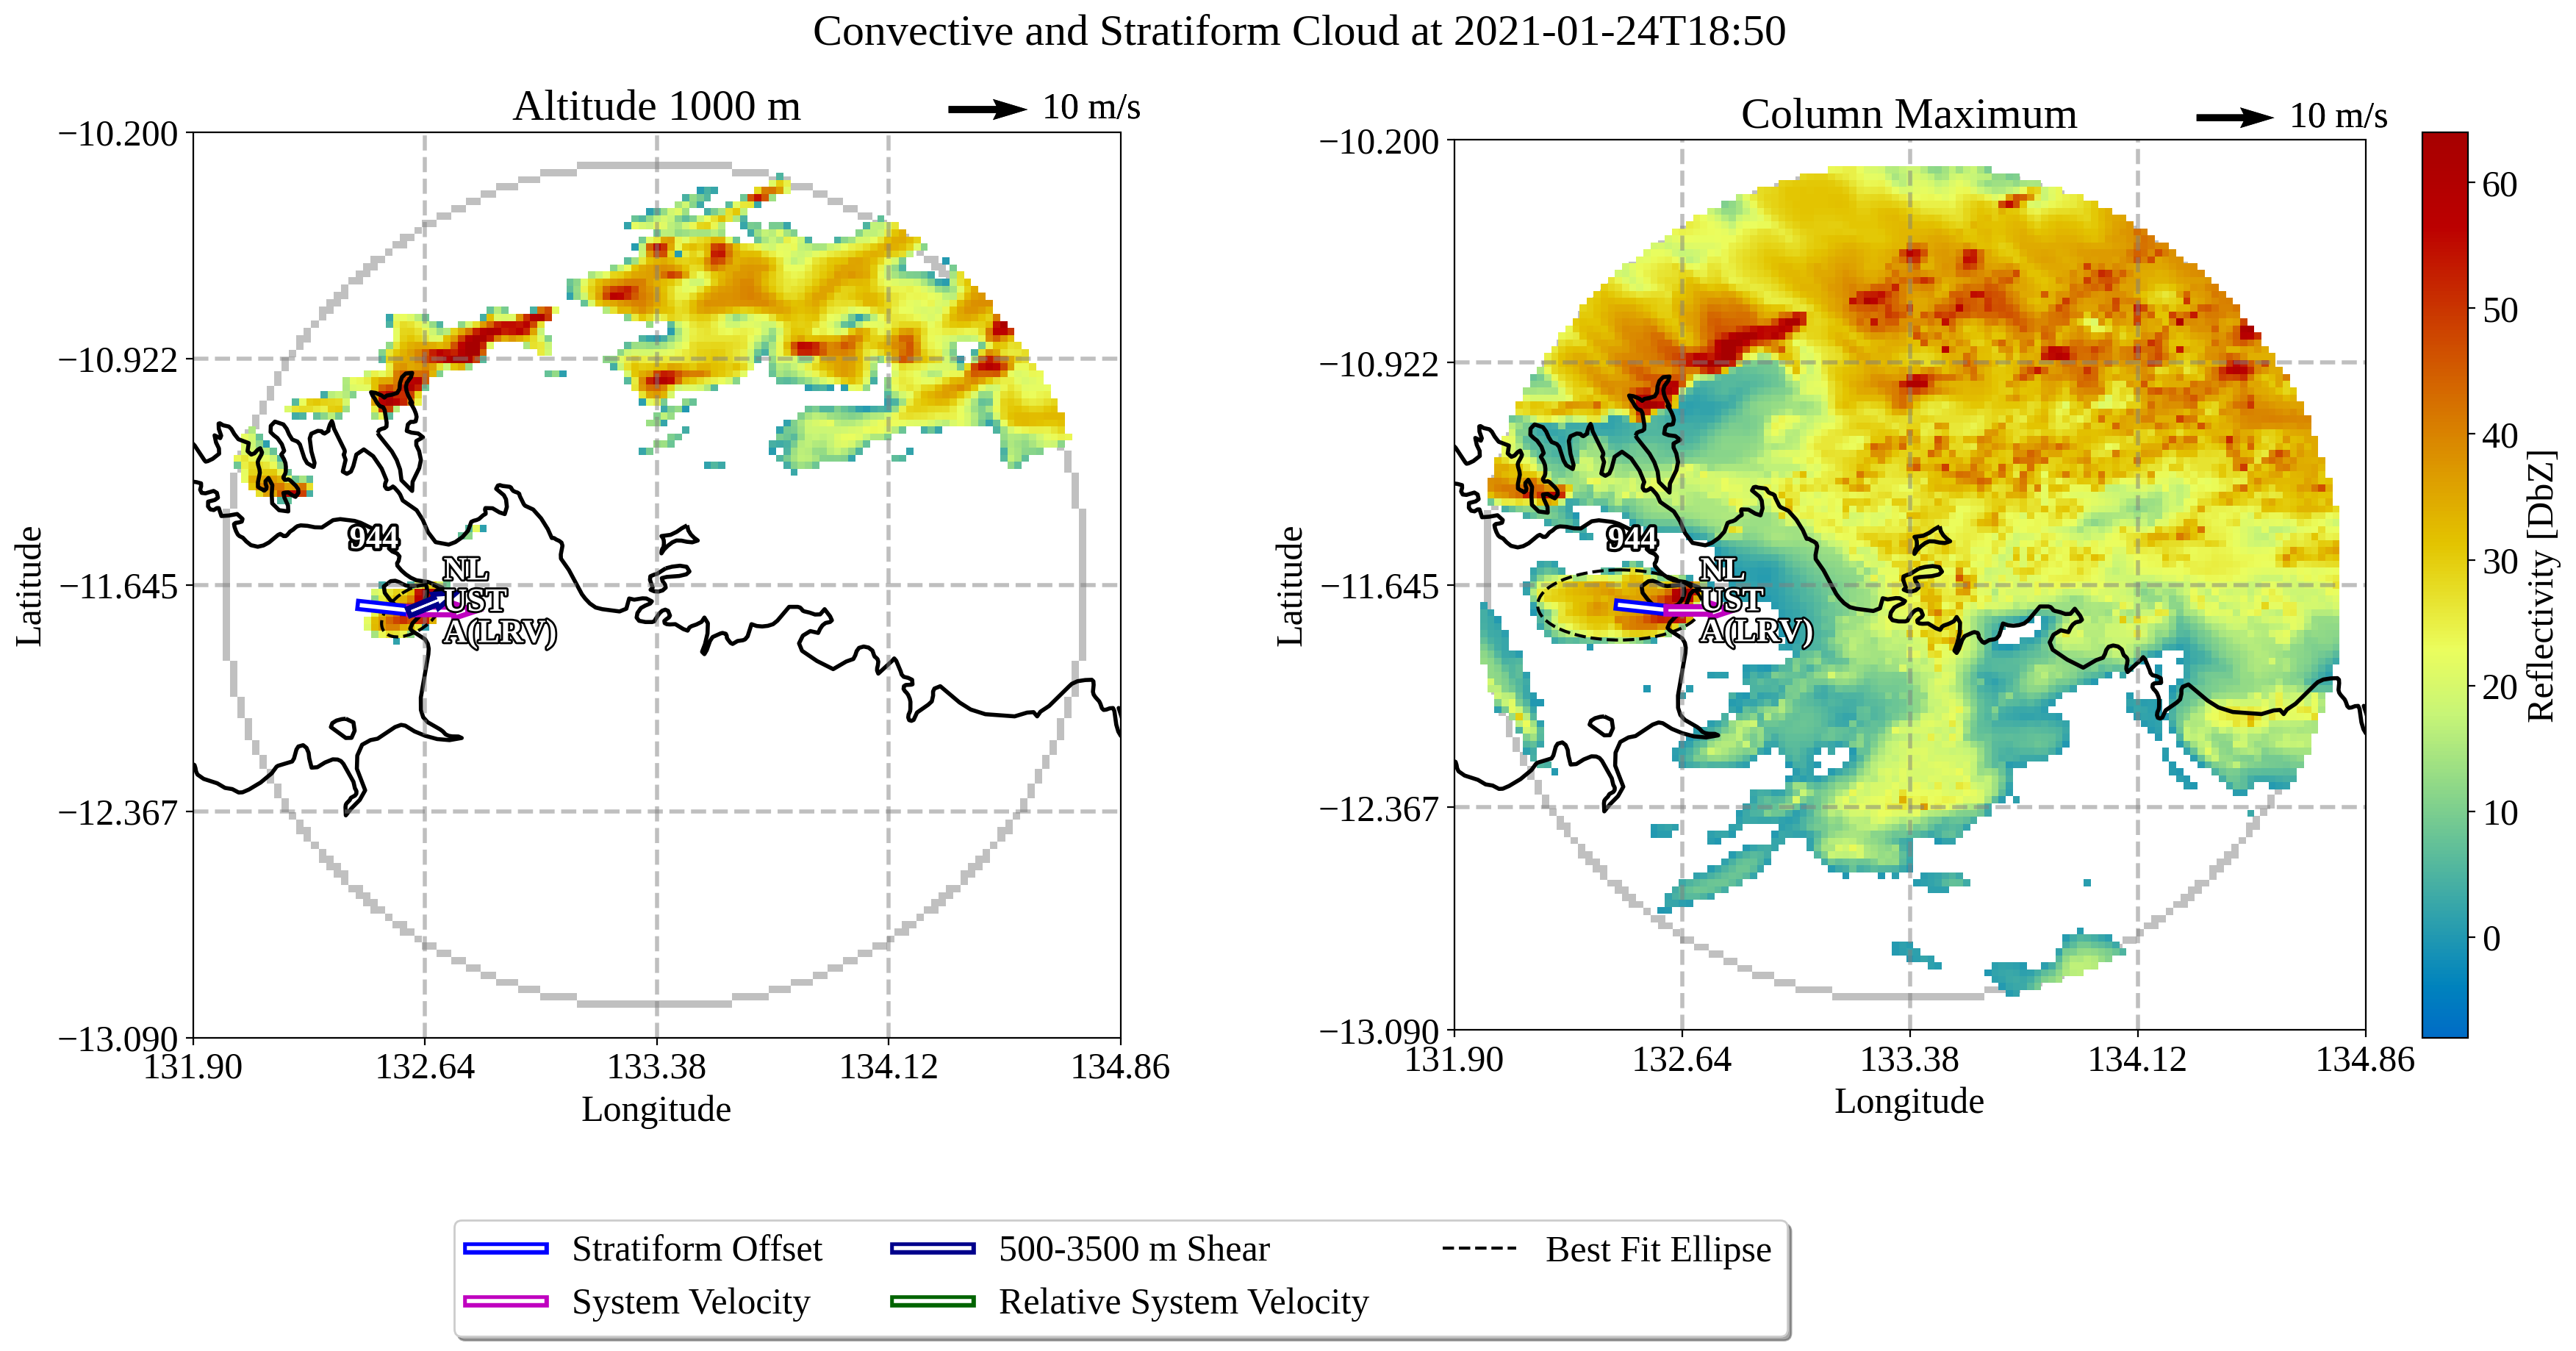 Convective and Stratiform Cloud at 2021-01-24T18:50
Altitude 1000 m
10 m/s
−10.200
−10.922
−11.645
−12.367
−13.090
Latitude
131.90
132.64
133.38
134.12
134.86
Longitude
944
NL
UST
A(LRV)
Column Maximum
10 m/s
−10.200
−10.922
−11.645
−12.367
−13.090
Latitude
131.90
132.64
133.38
134.12
134.86
Longitude
944
NL
UST
A(LRV)
60
50
40
30
20
10
0
Reflectivity [DbZ]
Stratiform Offset
System Velocity
500-3500 m Shear
Relative System Velocity
Best Fit Ellipse